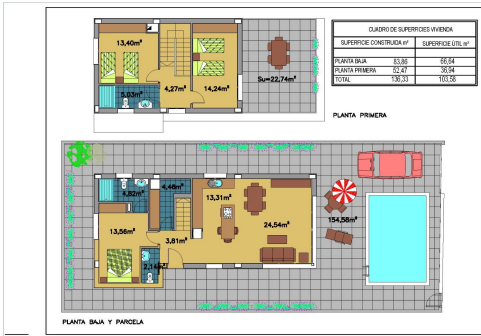 CUADRO DE SUPERFICIES VIVIENDA
SUPERFICIE CONSTRUIDA m² SUPERFICIE ÚTIL m²
PLANTA BAJA 83,86 66,64
PLANTA PRIMERA 52,47 36,94
TOTAL 136,33 103,58
13,40m²
5,03m²
4,27m²
14,24m²
Su=22,74m²
PLANTA PRIMERA
4,82m²
4,46m²
13,31m²
24,54m²
154,58m²
13,56m²
3,81m²
2,14m²
PLANTA BAJA Y PARCELA